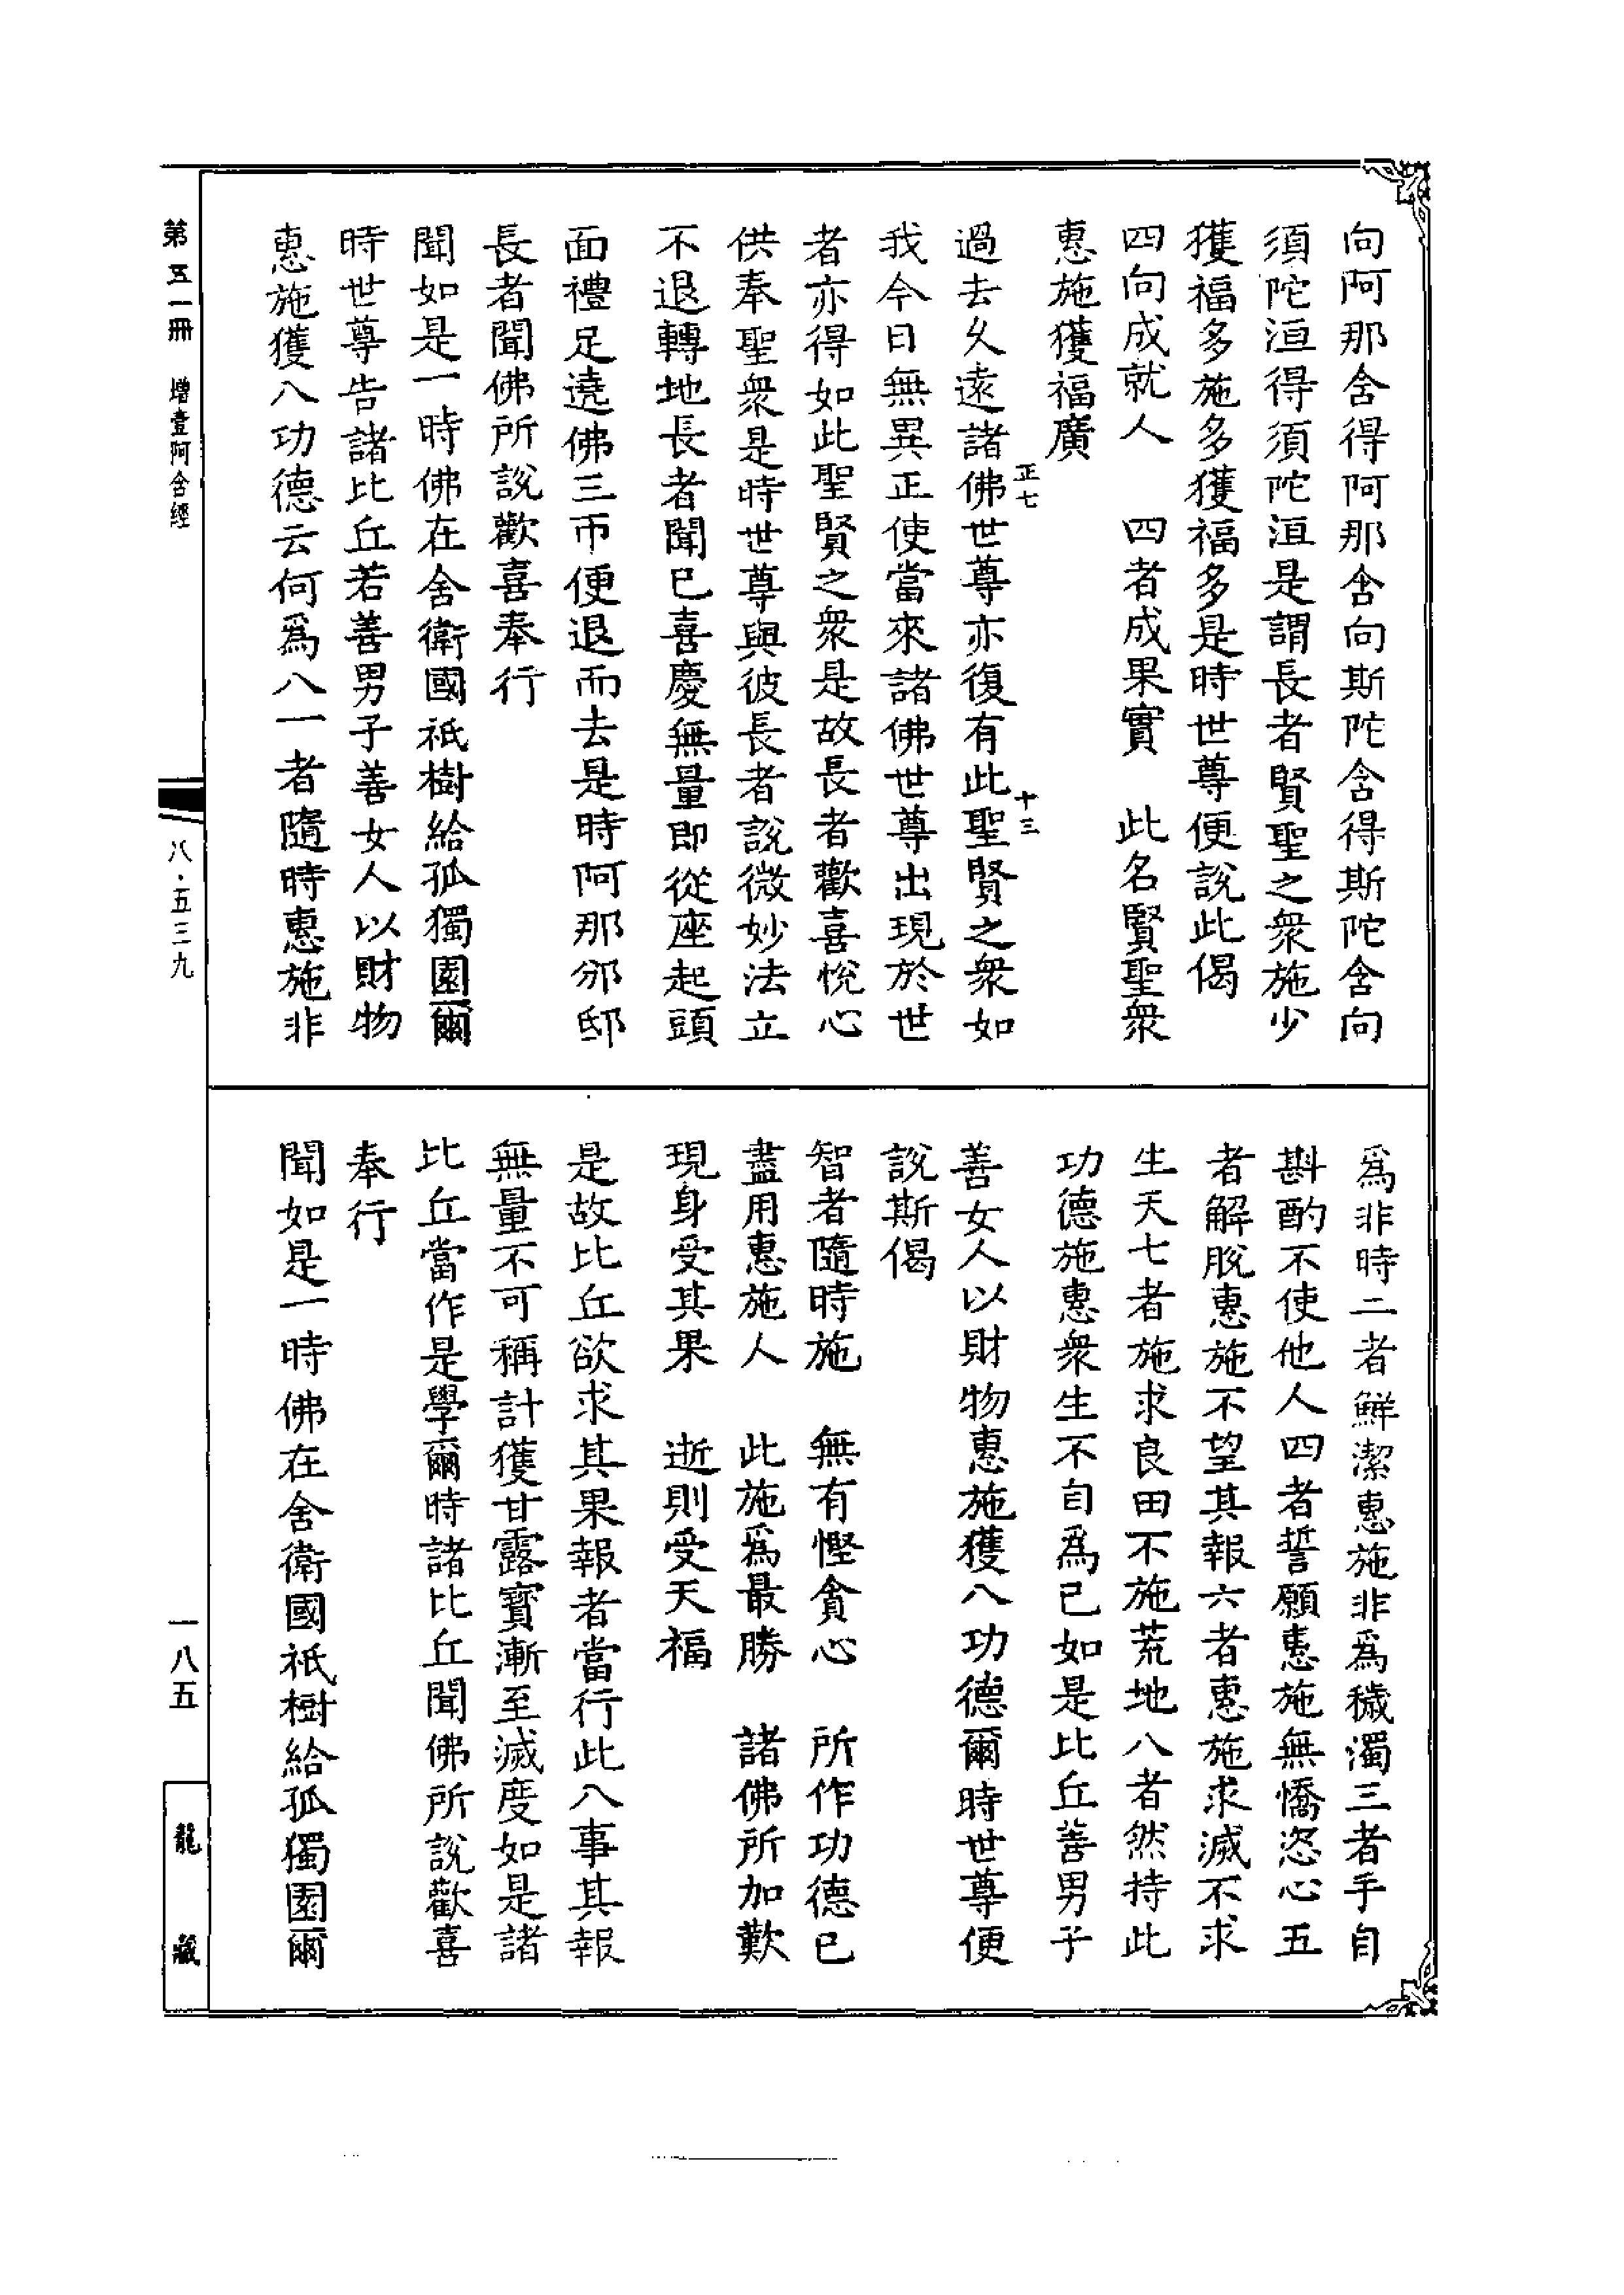 向阿那含得阿那含向斯陀含得斯陀含向
須陀洹得須陀洹是謂長者賢聖之衆施少
獲福多施多獲福多是時世尊便説此偈
四向成就人　四者成果實　此名賢聖衆
惠施獲福廣
正七
十三
過去久遠諸佛世尊亦復有此聖賢之衆如
我今日無異正使當來諸佛世尊出現於世
者亦得如此聖賢之衆是故長者歡喜悅心
供奉聖衆是時世尊與彼長者說微妙法立
不退轉地長者聞已喜慶無量即從座起頭
面禮足遶佛三帀便退而去是時阿那邠邸
長者聞佛所說歡喜奉行
聞如是一時佛在舍衛國祇樹給孤獨園爾
時世尊告諸比丘若善男子善女人以財物
惠施獲八功德云何爲八一者隨時惠施非
爲非時二者鮮潔惠施非爲穢濁三者手自
斟酌不使他人四者誓願惠施無憍恣心五
者解脫惠施不望其報六者惠施求滅不求
生天七者施求良田不施荒地八者然持此
功德施惠衆生不自爲已如是比丘善男子
善女人以財物惠施獲八功德爾時世尊便
說斯偈
智者隨時施　無有慳貪心　所作功德已
盡用惠施人　此施爲最勝　諸佛所加歎
現身受其果　逝則受天福
是故比丘欲求其果報者當行此八事其報
無量不可稱計獲甘露寶漸至滅度如是諸
比丘當作是學爾時諸比丘聞佛所說歡喜
奉行
聞如是一時佛在舍衛國祇樹給孤獨園爾
第五一冊　增壹阿含經
八·五三九
一八五
龍藏